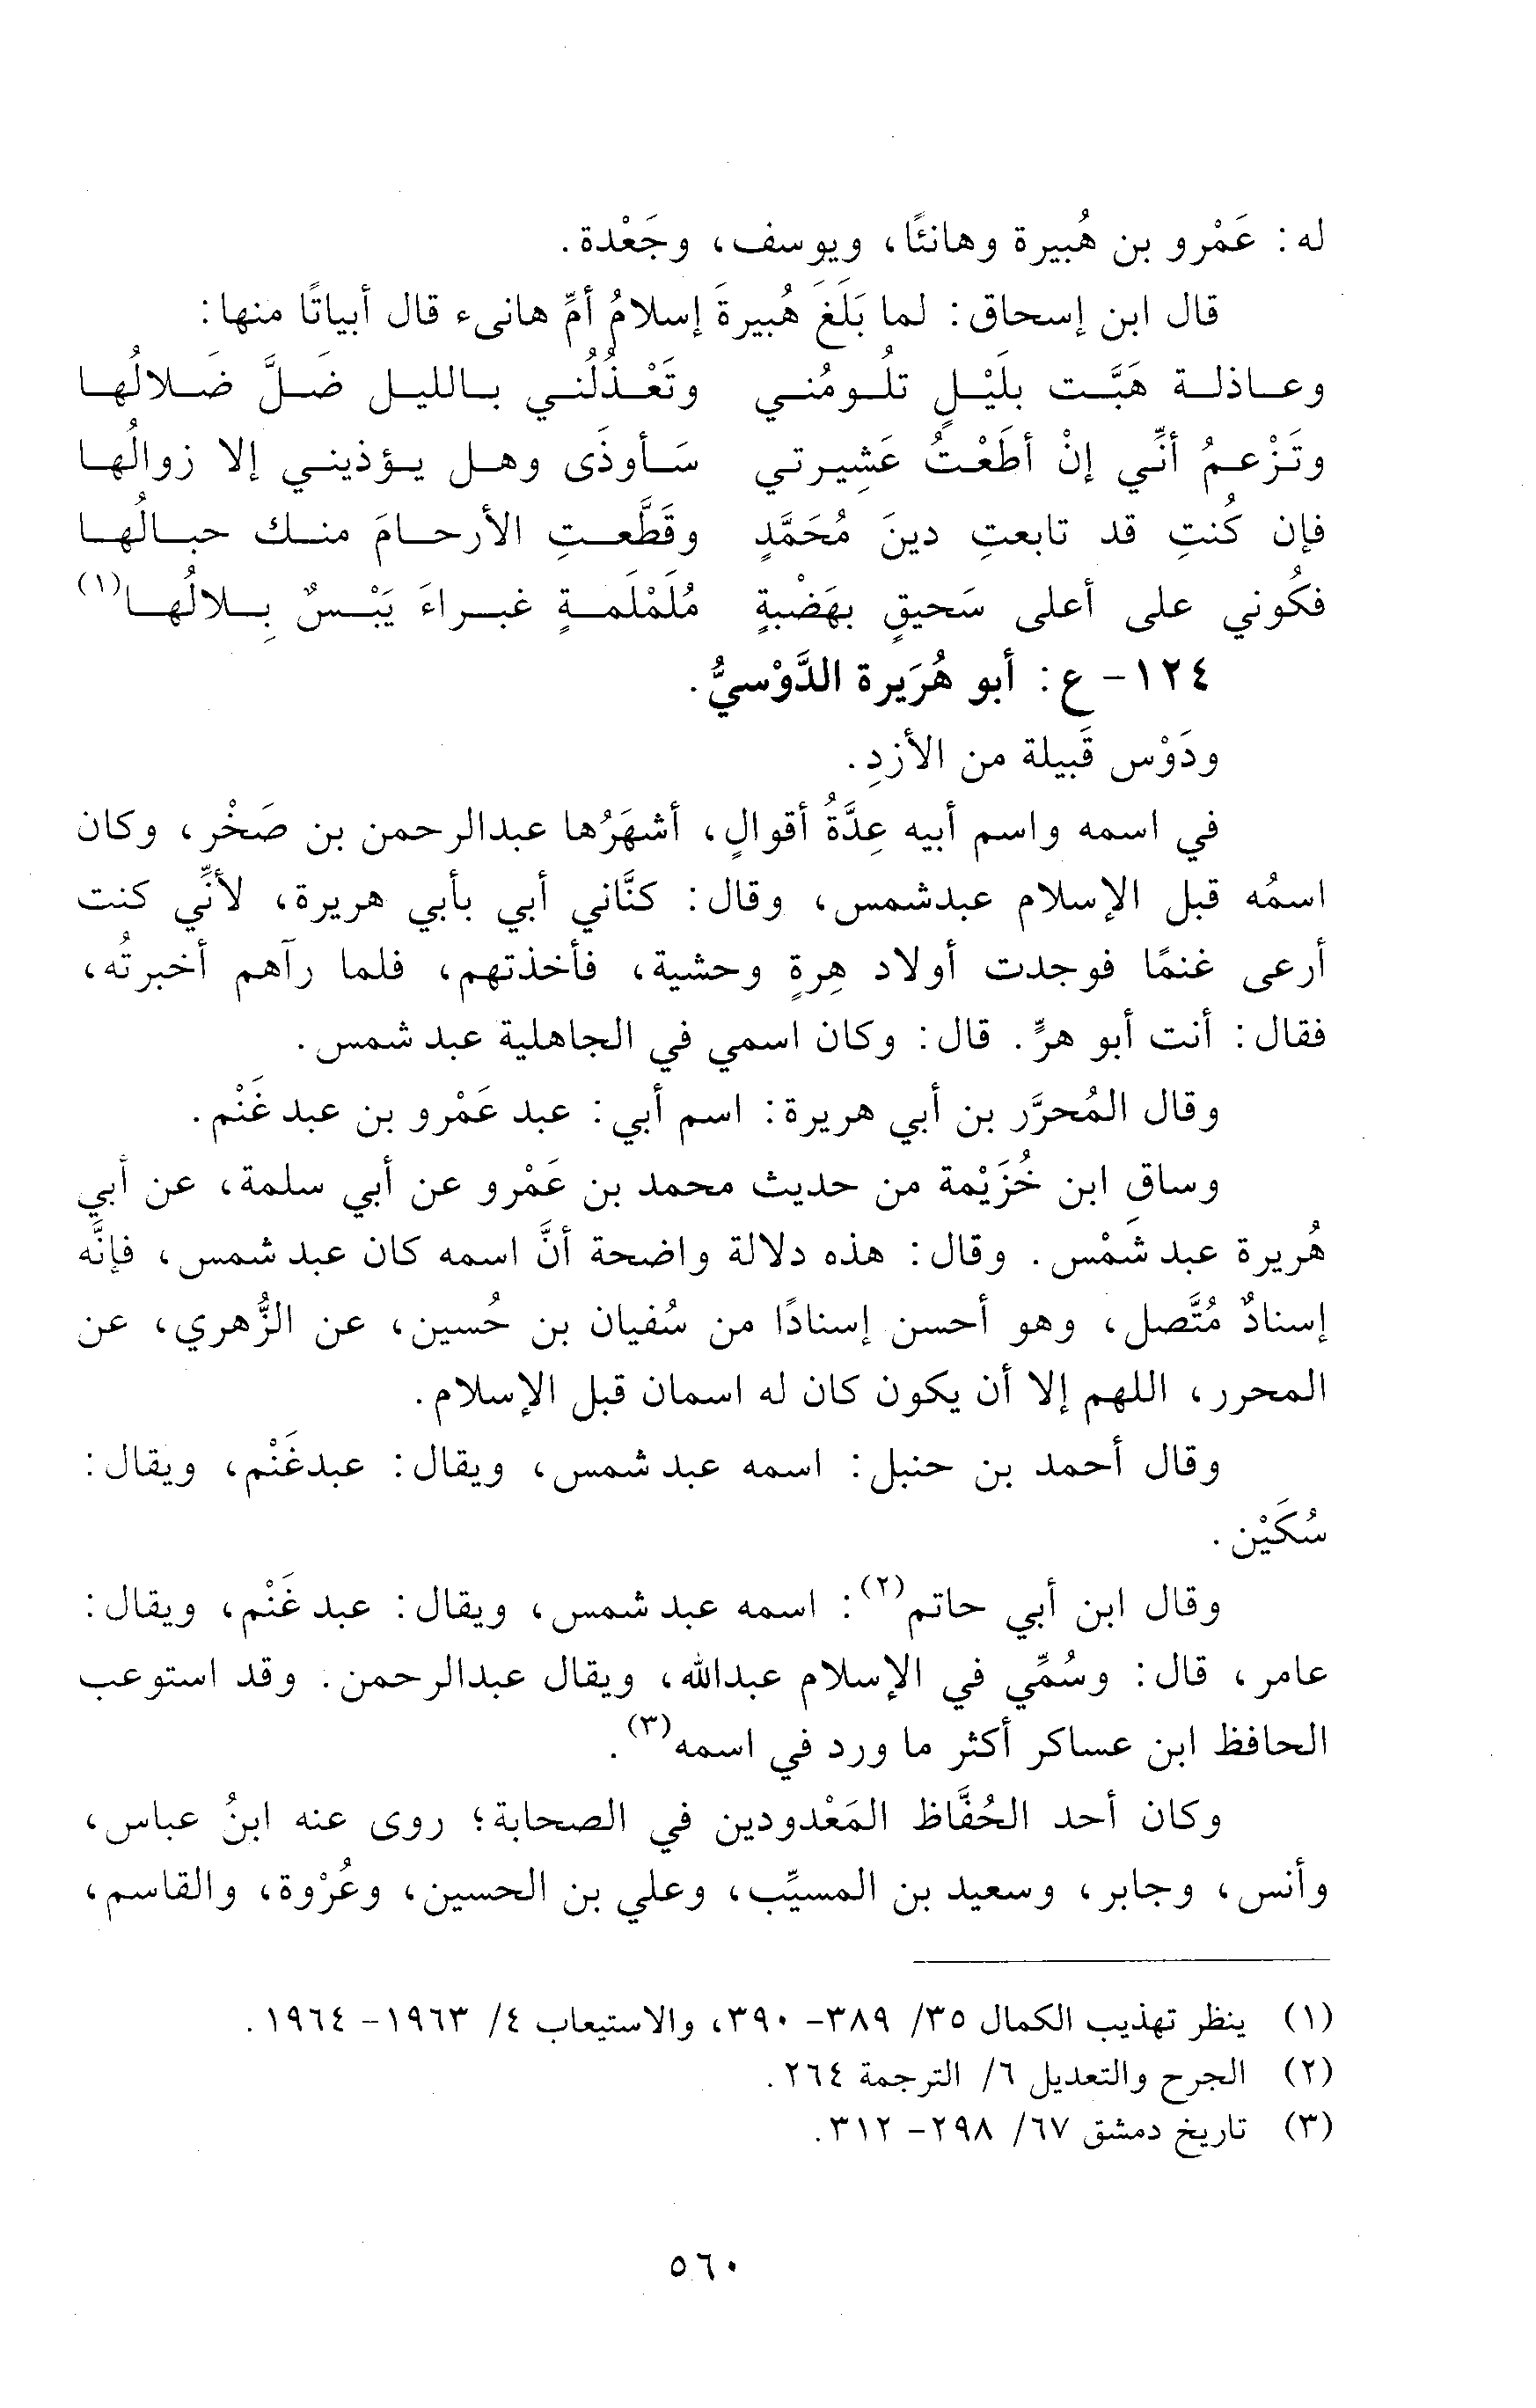 له: عَمْرو بن هُبيرة وهانئًا، ويوسف، وجَعْدة.
قال ابن إسحاق: لما بَلَغَ هُبيرةَ إسلامُ أمِّ هانىء قال أبياتًا منها:
وعاذلة هَبَّت بلَيْلٍ تلُومُني وتَعْذُلُني بالليل ضَلَّ ضَلالُها
وتَزْعمُ أنِّي إنْ أطَعْتُ عَشِيرتي سَأوذَى وهل يؤذيني إلا زوالُها
فإن كُنتِ قد تابعتِ دينَ مُحَمَّدٍ وقَطَّعتِ الأرحامَ منك حبالُها
فكُوني على أعلى سَحيقٍ بهَضْبةٍ مُلَمْلَمةٍ غبراءَ يَبْسٌ بِلالُها(١)
١٢٤- ع: أبو هُرَيرة الدَّوْسيُّ.
ودَوْس قَبيلة من الأزدِ.
في اسمه واسم أبيه عِدَّةُ أقوالٍ، أشهَرُها عبدالرحمن بن صَخْر، وكان
اسمُه قبل الإسلام عبدشمس، وقال: كنَّاني أبي بأبي هريرة، لأنِّي كنت
أرعى غنمًا فوجدت أولاد هِرةٍ وحشية، فأخذتهم، فلما رآهم أخبرتُه،
فقال: أنت أبو هرٍّ. قال: وكان اسمي في الجاهلية عبد شمس.
وقال المُحرَّر بن أبي هريرة: اسم أبي: عبد عَمْرو بن عبد غَنْم.
وساق ابن خُزَيْمة من حديث محمد بن عَمْرو عن أبي سلمة، عن أبي
هُريرة عبد شَمْس. وقال: هذه دلالة واضحة أنَّ اسمه كان عبد شمس، فإنَّه
إسنادٌ مُتَّصل، وهو أحسن إسنادًا من سُفيان بن حُسين، عن الزُّهري، عن
المحرر، اللهم إلا أن يكون كان له اسمان قبل الإسلام.
وقال أحمد بن حنبل: اسمه عبد شمس، ويقال: عبدغَنْم، ويقال:
سُكَيْن.
وقال ابن أبي حاتم(٢): اسمه عبد شمس، ويقال: عبد غَنْم، ويقال:
عامر، قال: وسُمِّي في الإسلام عبدالله، ويقال عبدالرحمن. وقد استوعب
الحافظ ابن عساكر أكثر ما ورد في اسمه(٣).
وكان أحد الحُفَّاظ المَعْدودين في الصحابة؛ روى عنه ابنُ عباس،
وأنس، وجابر، وسعيد بن المسيِّب، وعلي بن الحسين، وعُرْوة، والقاسم،
(١) ينظر تهذيب الكمال ٣٥/ ٣٨٩- ٣٩٠، والاستيعاب ٤/ ١٩٦٣- ١٩٦٤.
(٢) الجرح والتعديل ٦/ الترجمة ٢٦٤.
(٣) تاريخ دمشق ٦٧/ ٢٩٨- ٣١٢.
٥٦٠